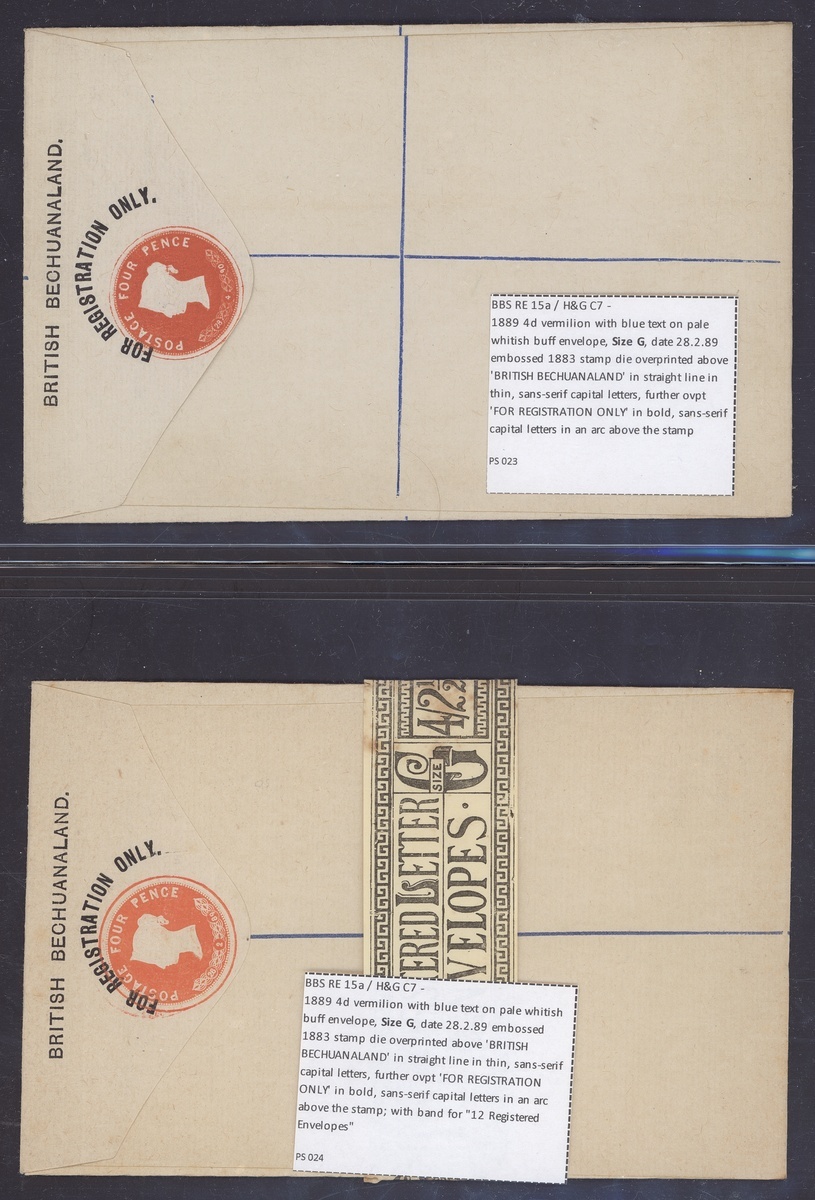 BRITISH BECHUANALAND.
FOR REGISTRATION ONLY.
POSTAGE FOUR PENCE
BBS RE 15a / H&G C7 -
1889 4d vermilion with blue text on pale
whitish buff envelope, Size G, date 28.2.89
embossed 1883 stamp die overprinted above
'BRITISH BECHUANALAND' in straight line in
thin, sans-serif capital letters, further ovpt
'FOR REGISTRATION ONLY' in bold, sans-serif
capital letters in an arc above the stamp
PS 023
BRITISH BECHUANALAND.
FOR REGISTRATION ONLY.
POSTAGE FOUR PENCE
ERED LETTER SIZE G 4/2½
VELOPES.
BBS RE 15a / H&G C7 -
1889 4d vermilion with blue text on pale whitish
buff envelope, Size G, date 28.2.89 embossed
1883 stamp die overprinted above 'BRITISH
BECHUANALAND' in straight line in thin, sans-serif
capital letters, further ovpt 'FOR REGISTRATION
ONLY' in bold, sans-serif capital letters in an arc
above the stamp; with band for "12 Registered
Envelopes"
PS 024